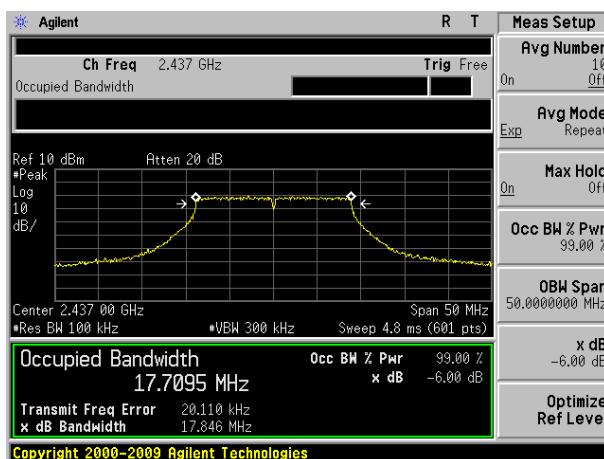 Agilent R T
Ch Freq 2.437 GHz Trig Free
Occupied Bandwidth
Ref 10 dBm Atten 20 dB
#Peak
Log
10
dB/
Center 2.437 00 GHz Span 50 MHz
#Res BW 100 kHz #VBW 300 kHz Sweep 4.8 ms (601 pts)
Occupied Bandwidth
17.7095 MHz
Occ BW % Pwr 99.00 %
x dB -6.00 dB
Transmit Freq Error 20.110 kHz
x dB Bandwidth 17.846 MHz
Copyright 2000-2009 Agilent Technologies
Meas Setup
Avg Number
10
On Off
Avg Mode
Exp Repeat
Max Hold
On Off
Occ BW % Pwr
99.00 %
OBW Span
50.0000000 MHz
x dB
-6.00 dB
Optimize
Ref Level